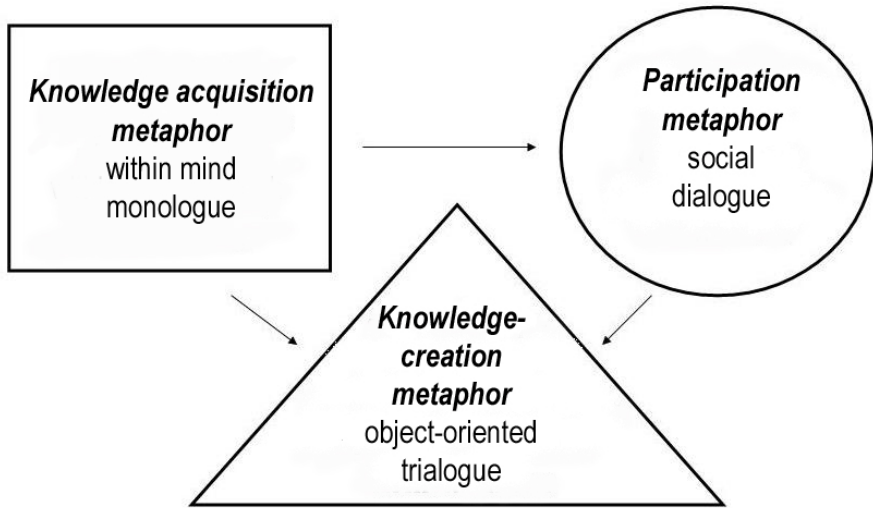 Knowledge acquisition
metaphor
within mind
monologue
Participation
metaphor
social
dialogue
Knowledge-
creation
metaphor
object-oriented
trialogue